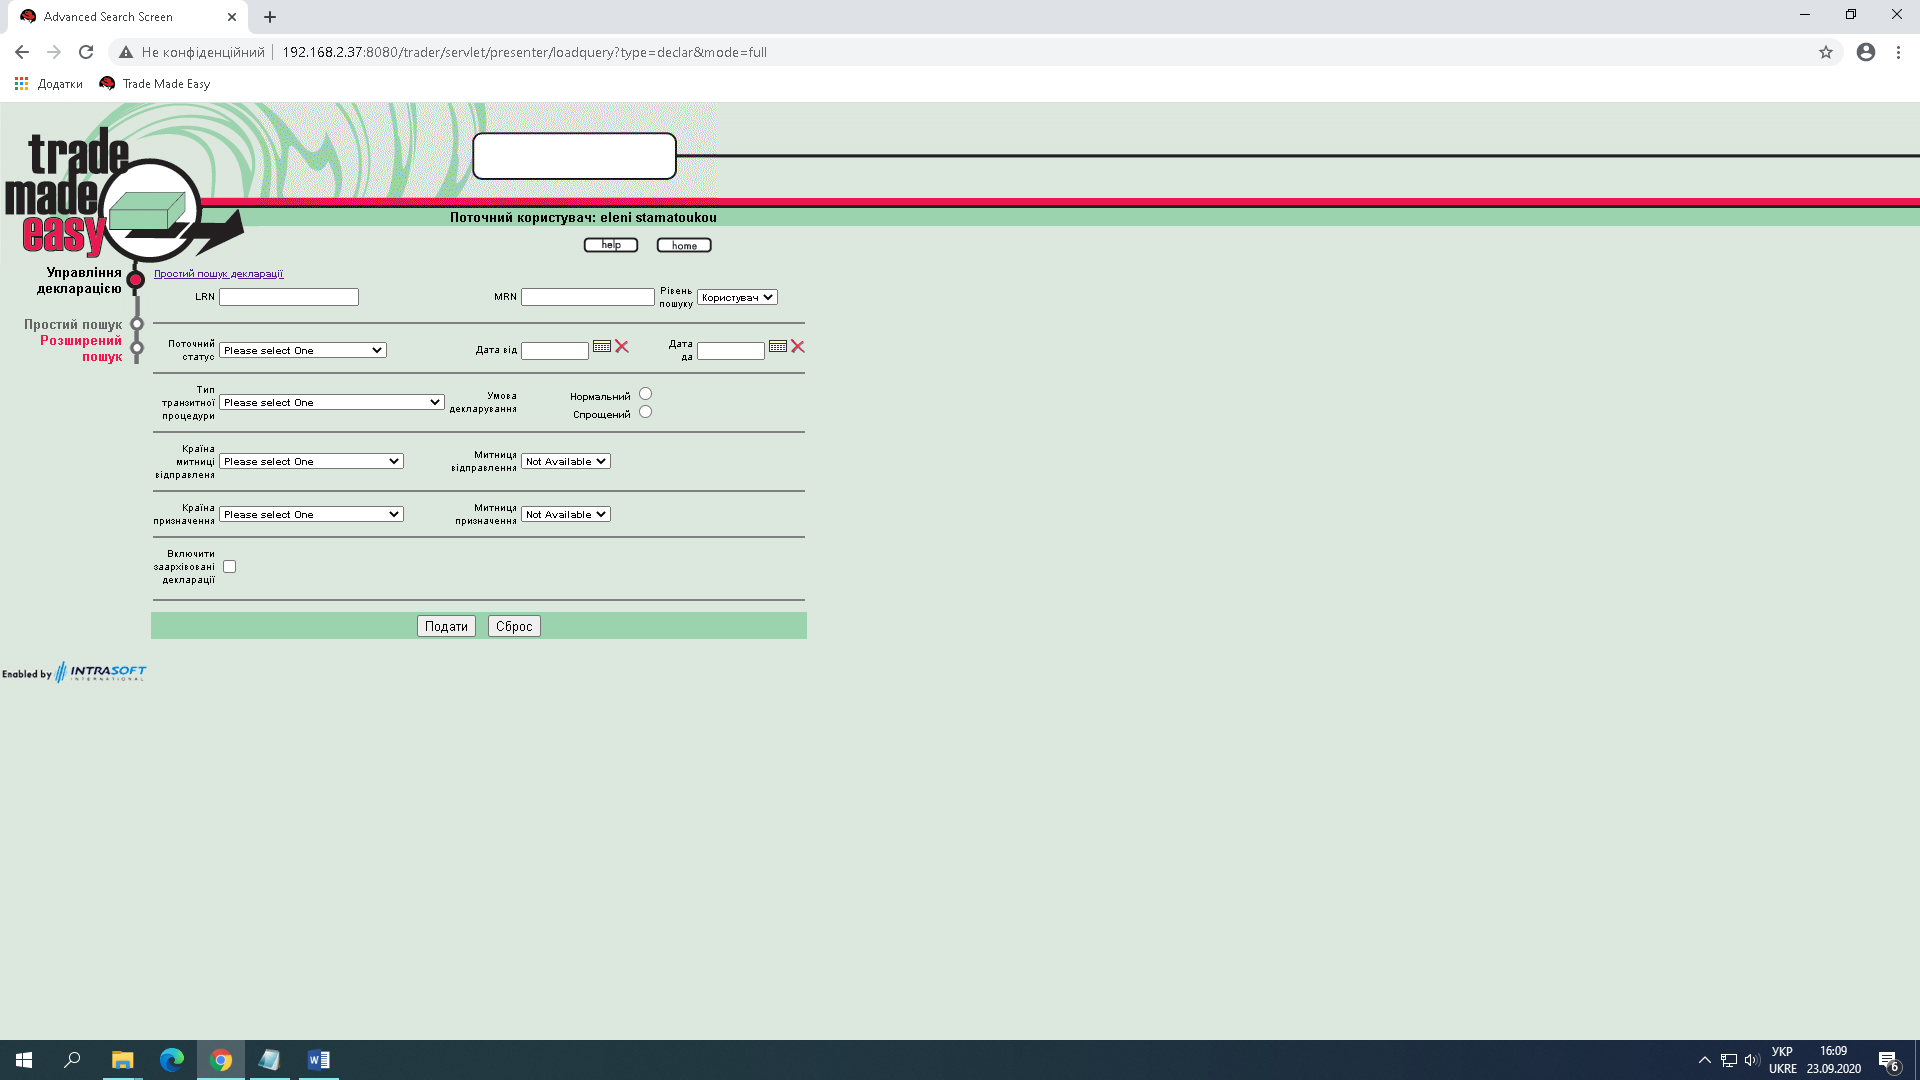 Advanced Search Screen
Не конфіденційний
192.168.2.37:8080/trader/servlet/presenter/loadquery?type=declar&mode=full
Додатки
Trade Made Easy
trade
made
easy
Поточний користувач: eleni stamatoukou
help
home
Управління
декларацією
Простий пошук
Розширений
пошук
Простий пошук декларації
LRN
MRN
Рівень
пошуку
Користувач
Поточний
статус
Please select One
Дата від
Дата
да
Тип
транзитної
процедури
Please select One
Умова
декларування
Нормальний
Спрощений
Країна
митниці
відправленя
Please select One
Митниця
відправлення
Not Available
Країна
призначення
Please select One
Митниця
призначення
Not Available
Включити
заархівовані
декларації
Подати
Сброс
Enabled by INTRASOFT
INTERNATIONAL
УКР
UKRE
16:09
23.09.2020
6